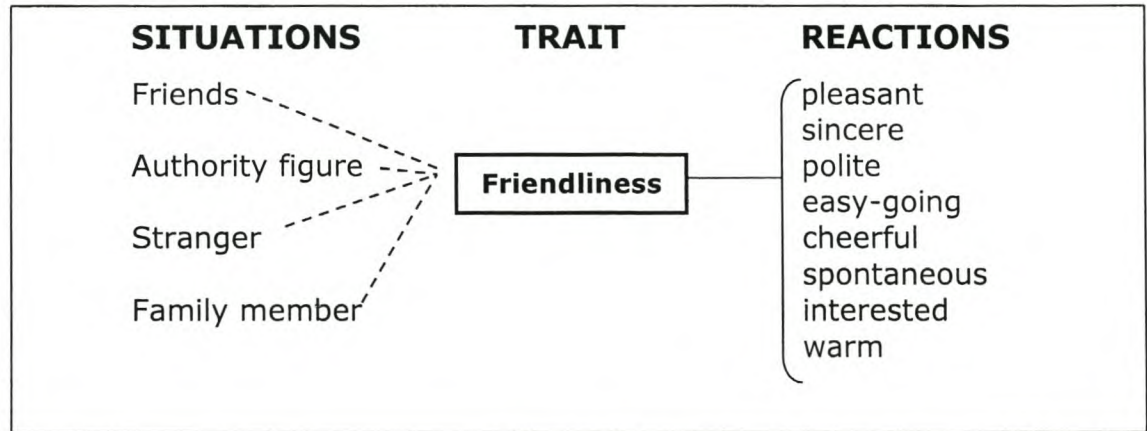 SITUATIONS TRAIT REACTIONS
Friends
Authority figure
Stranger
Family member
Friendliness
pleasant
sincere
polite
easy-going
cheerful
spontaneous
interested
warm